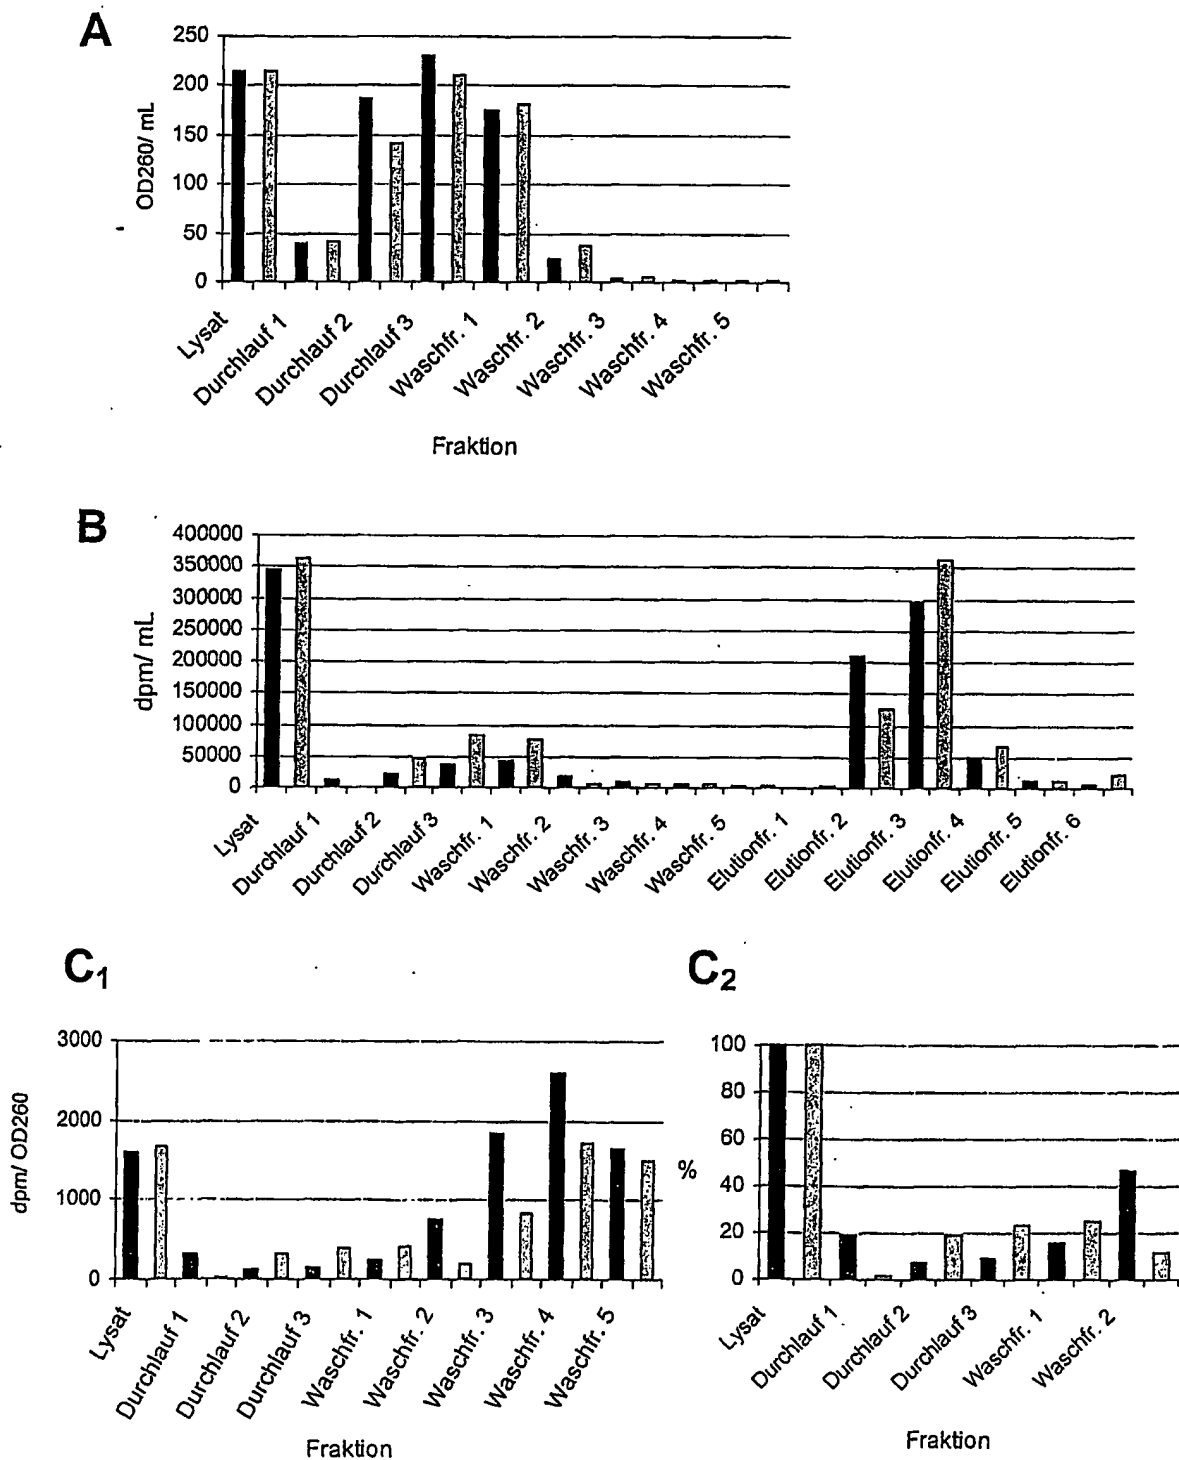 A
250
200
150
100
50
0
OD260/ mL
Lysat
Durchlauf 1
Durchlauf 2
Durchlauf 3
Waschfr. 1
Waschfr. 2
Waschfr. 3
Waschfr. 4
Waschfr. 5
Fraktion
B
400000
350000
300000
250000
200000
150000
100000
50000
0
dpm/ mL
Lysat
Durchlauf 1
Durchlauf 2
Durchlauf 3
Waschfr. 1
Waschfr. 2
Waschfr. 3
Waschfr. 4
Waschfr. 5
Elutionfr. 1
Elutionfr. 2
Elutionfr. 3
Elutionfr. 4
Elutionfr. 5
Elutionfr. 6
C1
3000
2000
1000
0
dpm/ OD260
Lysat
Durchlauf 1
Durchlauf 2
Durchlauf 3
Waschfr. 1
Waschfr. 2
Waschfr. 3
Waschfr. 4
Waschfr. 5
Fraktion
C2
100
80
60
40
20
0
%
Lysat
Durchlauf 1
Durchlauf 2
Durchlauf 3
Waschfr. 1
Waschfr. 2
Fraktion